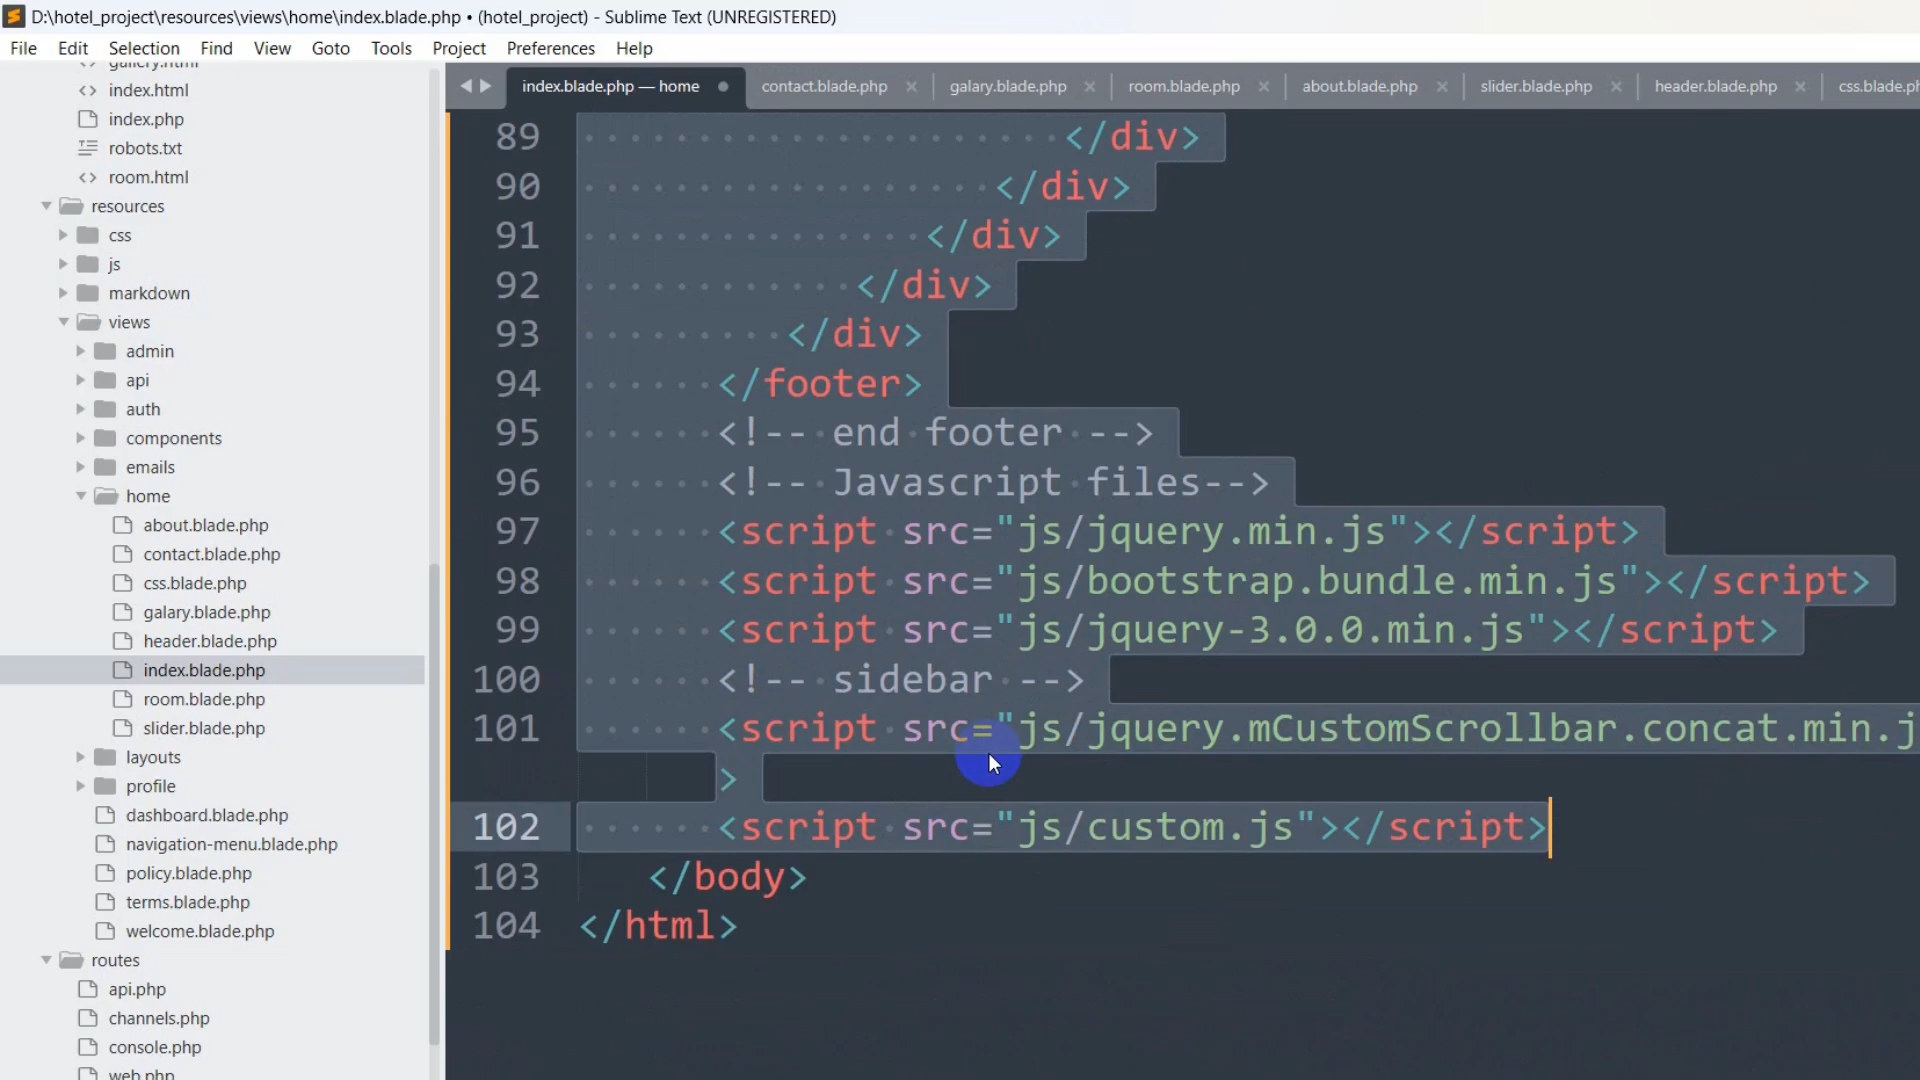 D:\hotel_project\resources\views\home\index.blade.php • (hotel_project) - Sublime Text (UNREGISTERED)
File Edit Selection Find View Goto Tools Project Preferences Help
gallery.html
index.html
index.php
robots.txt
room.html
resources
css
js
markdown
views
admin
api
auth
components
emails
home
about.blade.php
contact.blade.php
css.blade.php
galary.blade.php
header.blade.php
index.blade.php
room.blade.php
slider.blade.php
layouts
profile
dashboard.blade.php
navigation-menu.blade.php
policy.blade.php
terms.blade.php
welcome.blade.php
routes
api.php
channels.php
console.php
web.php
index.blade.php — home contact.blade.php galary.blade.php room.blade.php about.blade.php slider.blade.php header.blade.php css.blade.ph
89 </div>
90 </div>
91 </div>
92 </div>
93 </div>
94 </footer>
95 <!-- end footer -->
96 <!-- Javascript files-->
97 <script src="js/jquery.min.js"></script>
98 <script src="js/bootstrap.bundle.min.js"></script>
99 <script src="js/jquery-3.0.0.min.js"></script>
100 <!-- sidebar -->
101 <script src="js/jquery.mCustomScrollbar.concat.min.j
>
102 <script src="js/custom.js"></script>
103 </body>
104 </html>